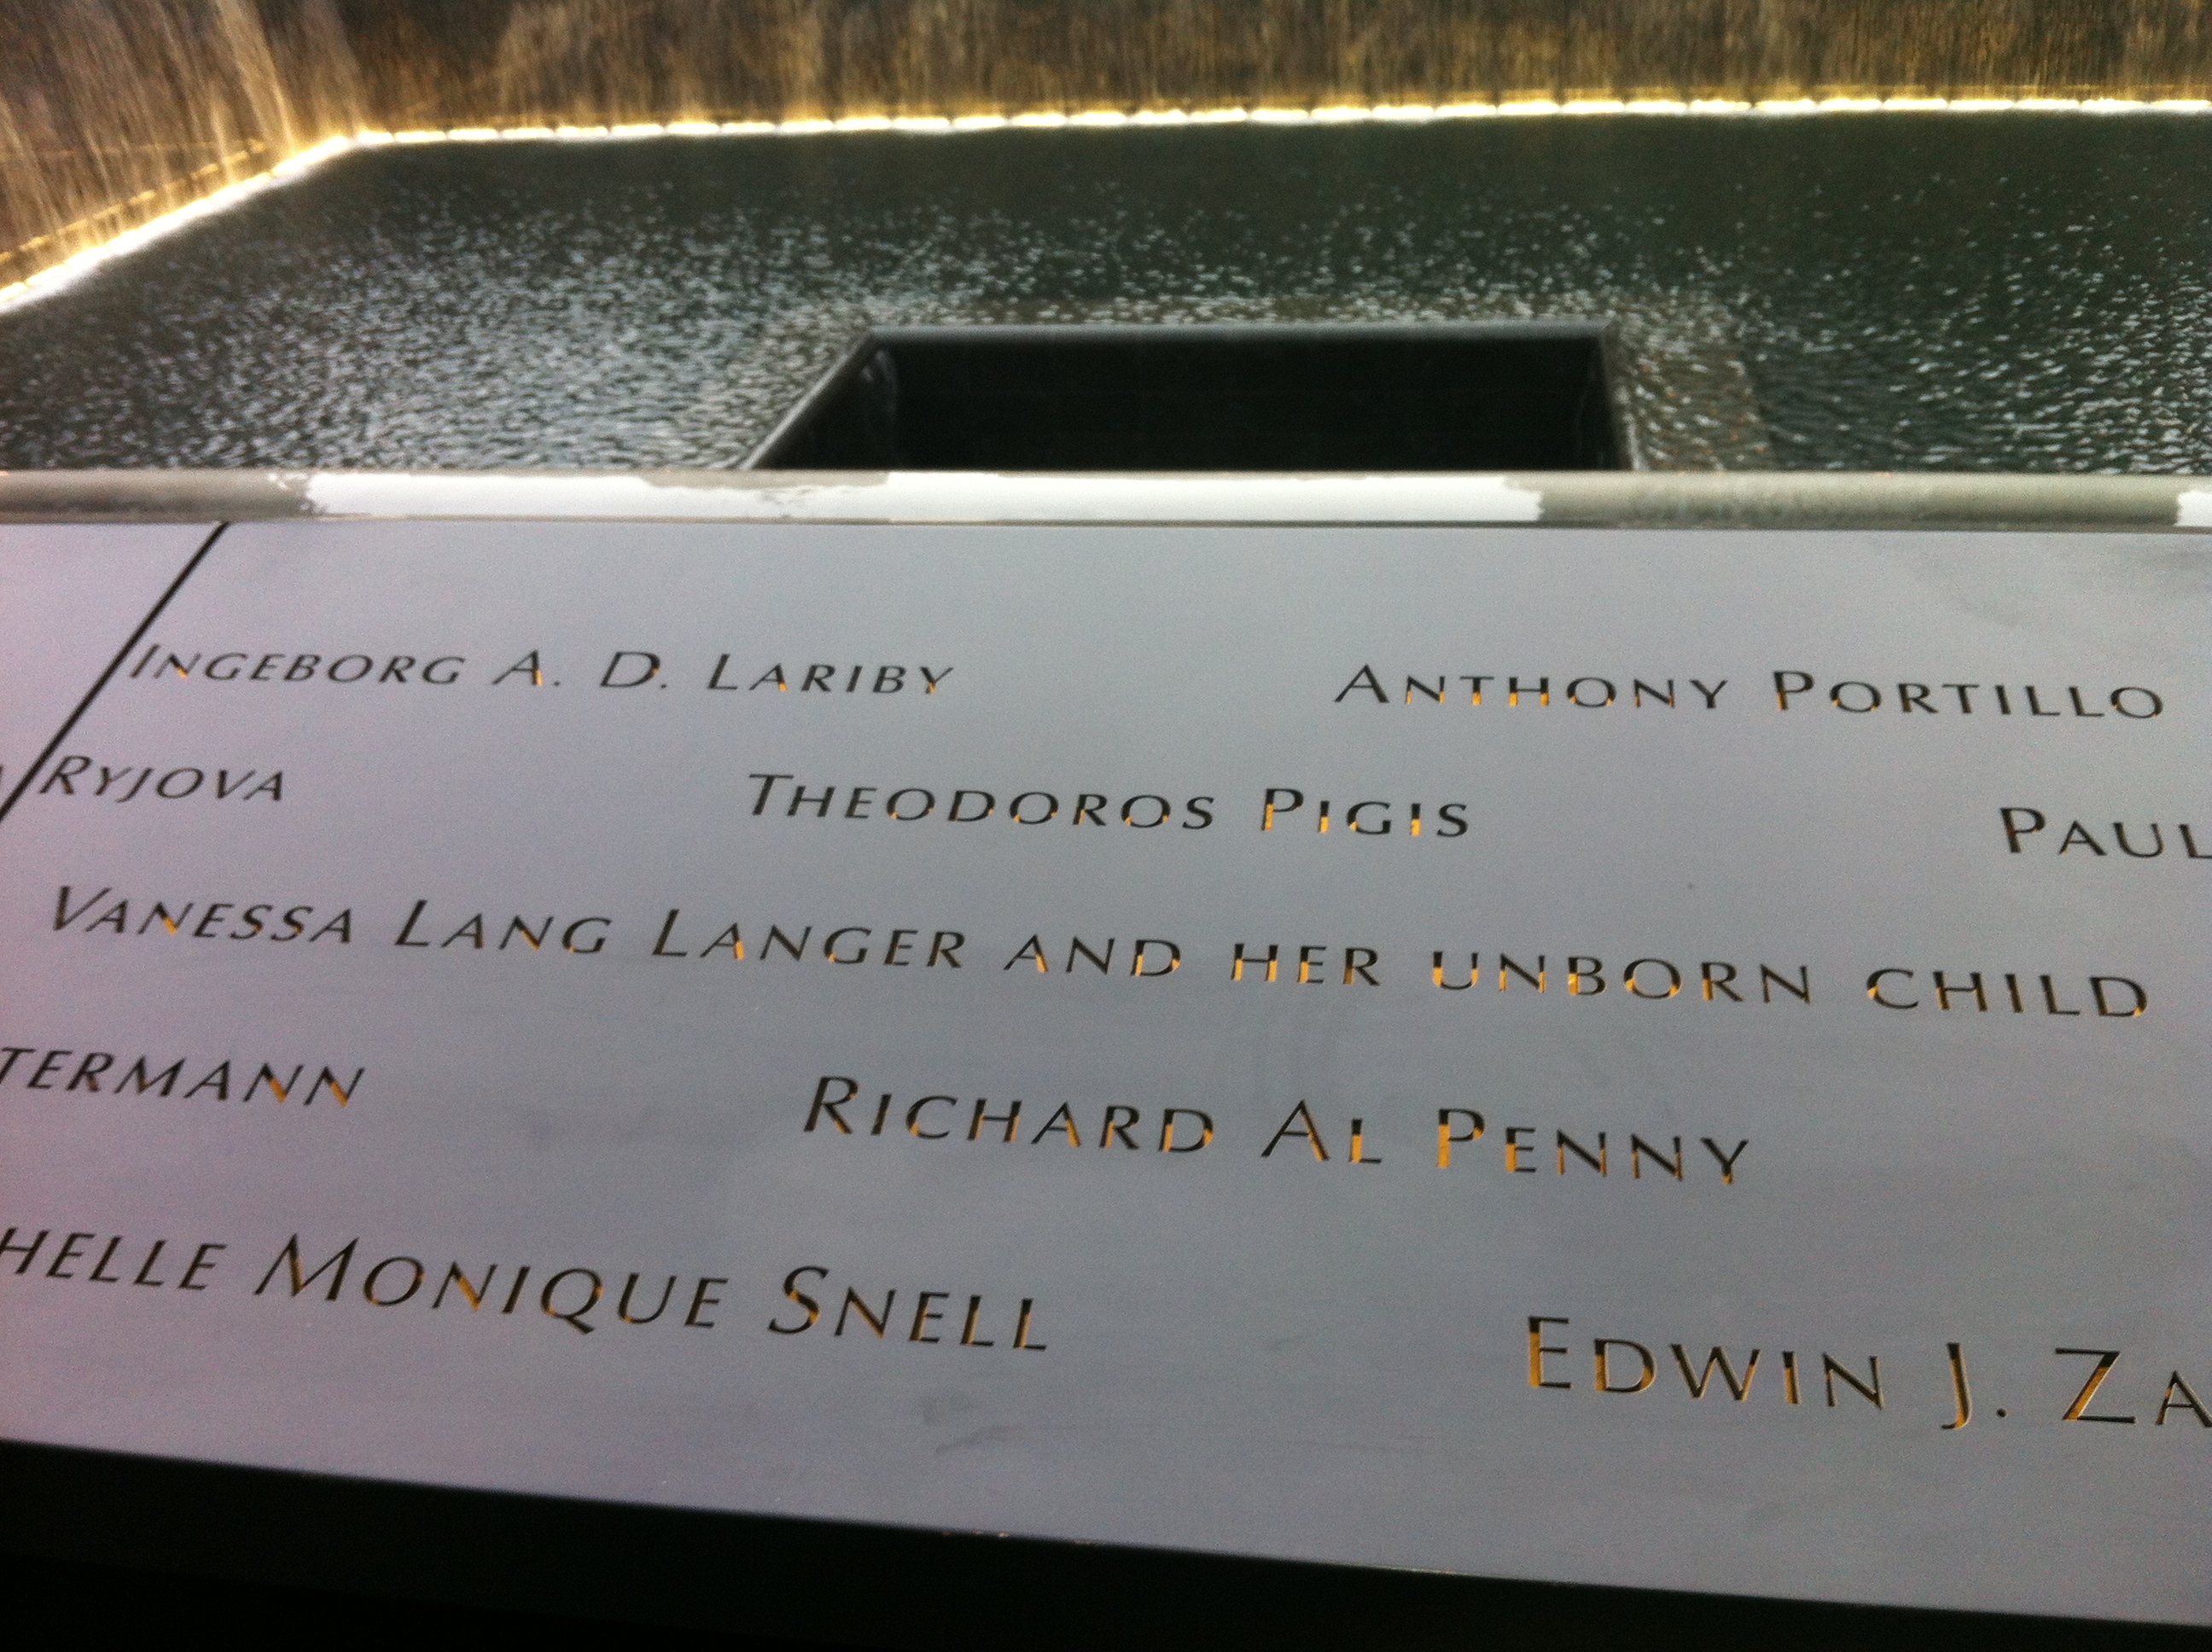 INGEBORG A. D. LARIBY ANTHONY PORTILLO
RYJOVA THEODOROS PIGIS PAUL
VANESSA LANG LANGER AND HER UNBORN CHILD
TERMANN RICHARD AL PENNY
HELLE MONIQUE SNELL EDWIN J. ZA